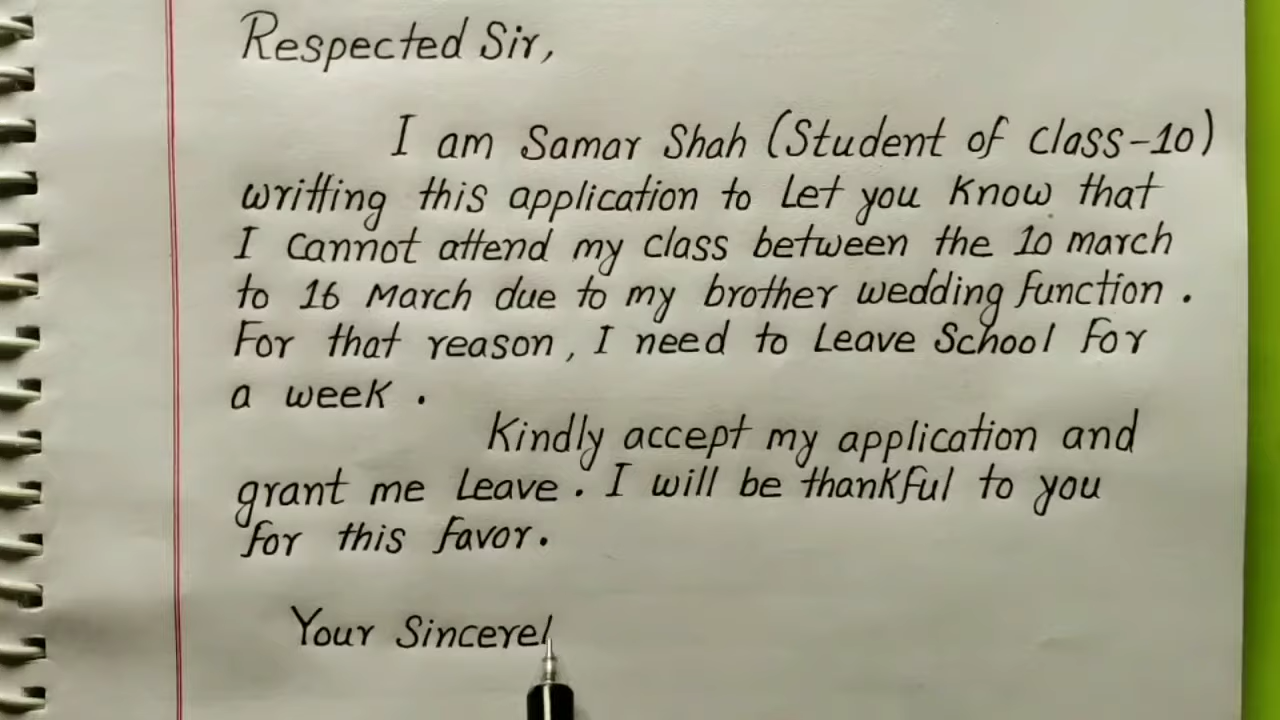 Respected Sir,
I am Samar Shah (Student of class-10)
writting this application to Let you Know that
I cannot attend my class between the 10 march
to 16 March due to my brother wedding function.
For that reason, I need to Leave School For
a week.
Kindly accept my application and
grant me Leave. I will be thankful to you
for this favor.
Your Sincerel